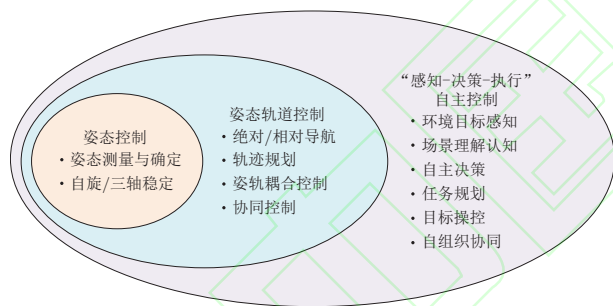 姿态控制
・姿态测量与确定
・自旋/三轴稳定
姿态轨道控制
・绝对/相对导航
・轨迹规划
・姿轨耦合控制
・协同控制
“感知-决策-执行”
自主控制
・环境目标感知
・场景理解认知
・自主决策
・任务规划
・目标操控
・自组织协同